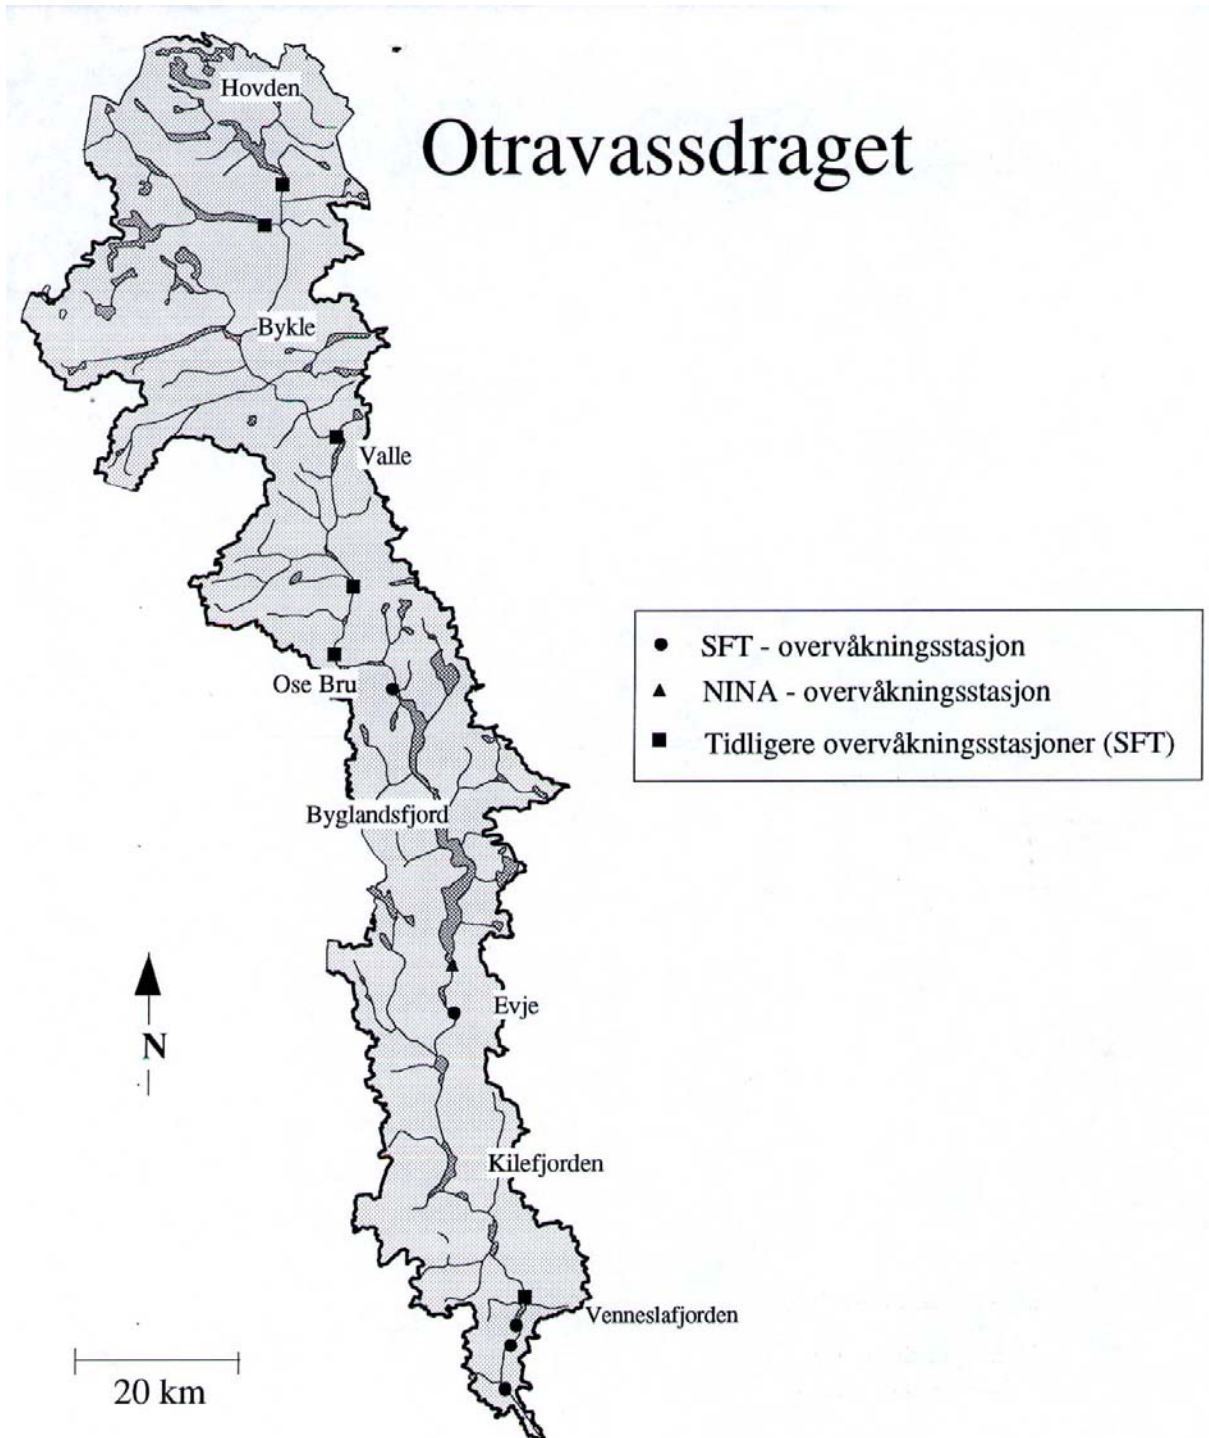 Hovden
Otravassdraget
Bykle
Valle
SFT - overvåkningsstasjon
NINA - overvåkningsstasjon
Tidligere overvåkningsstasjoner (SFT)
Ose Bru
Byglandsfjord
Evje
N
Kilefjorden
Venneslafjorden
20 km